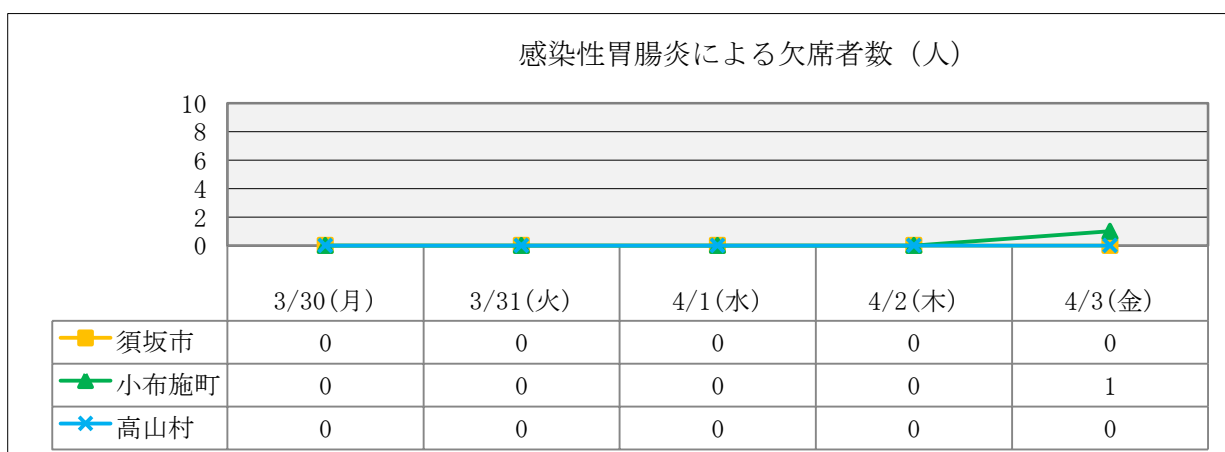 感染性胃腸炎による欠席者数（人）
10
8
6
4
2
0
3/30(月) 3/31(火) 4/1(水) 4/2(木) 4/3(金)
須坂市 0 0 0 0 0
小布施町 0 0 0 0 1
高山村 0 0 0 0 0